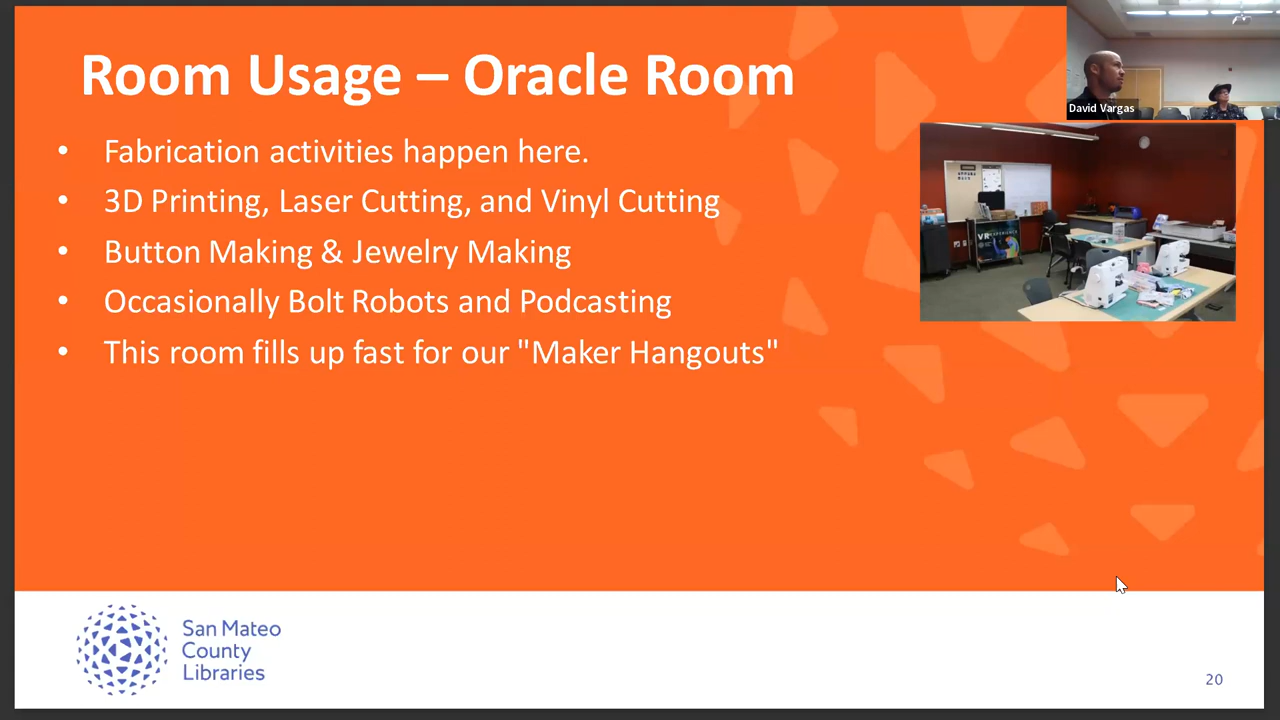 Room Usage – Oracle Room
David Vargas
• Fabrication activities happen here.
• 3D Printing, Laser Cutting, and Vinyl Cutting
• Button Making & Jewelry Making
• Occasionally Bolt Robots and Podcasting
• This room fills up fast for our "Maker Hangouts"
San Mateo
County
Libraries
20